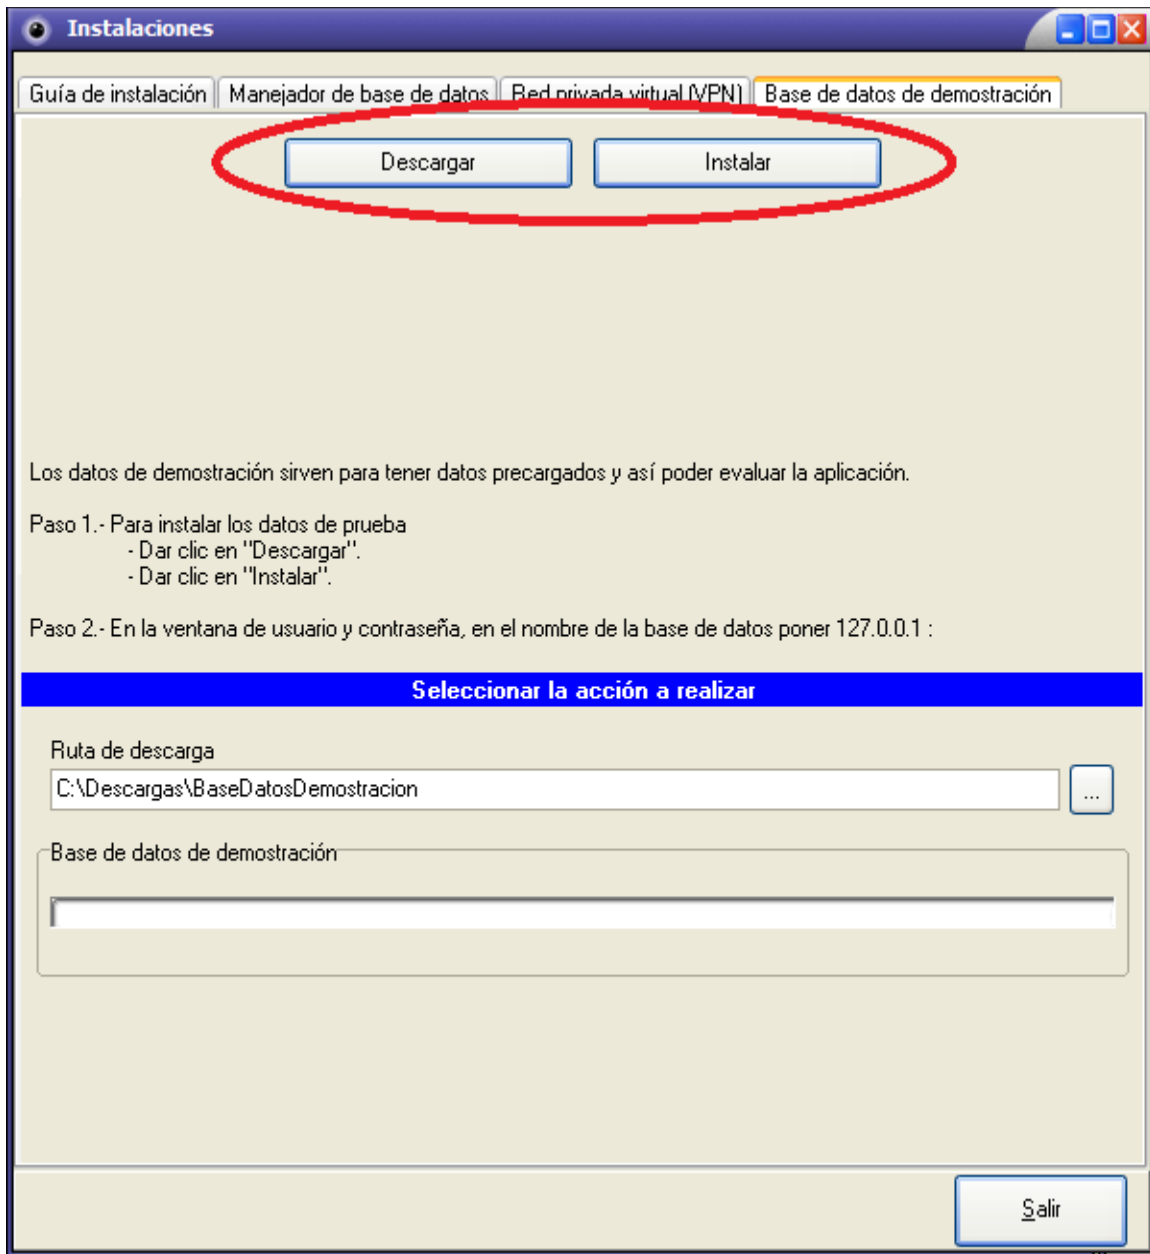 Instalaciones
Guía de instalación
Manejador de base de datos
Red privada virtual (VPN)
Base de datos de demostración
Descargar
Instalar
Los datos de demostración sirven para tener datos precargados y así poder evaluar la aplicación.
Paso 1.- Para instalar los datos de prueba
- Dar clic en "Descargar".
- Dar clic en "Instalar".
Paso 2.- En la ventana de usuario y contraseña, en el nombre de la base de datos poner 127.0.0.1 :
Seleccionar la acción a realizar
Ruta de descarga
C:\Descargas\BaseDatosDemostracion
...
Base de datos de demostración
Salir